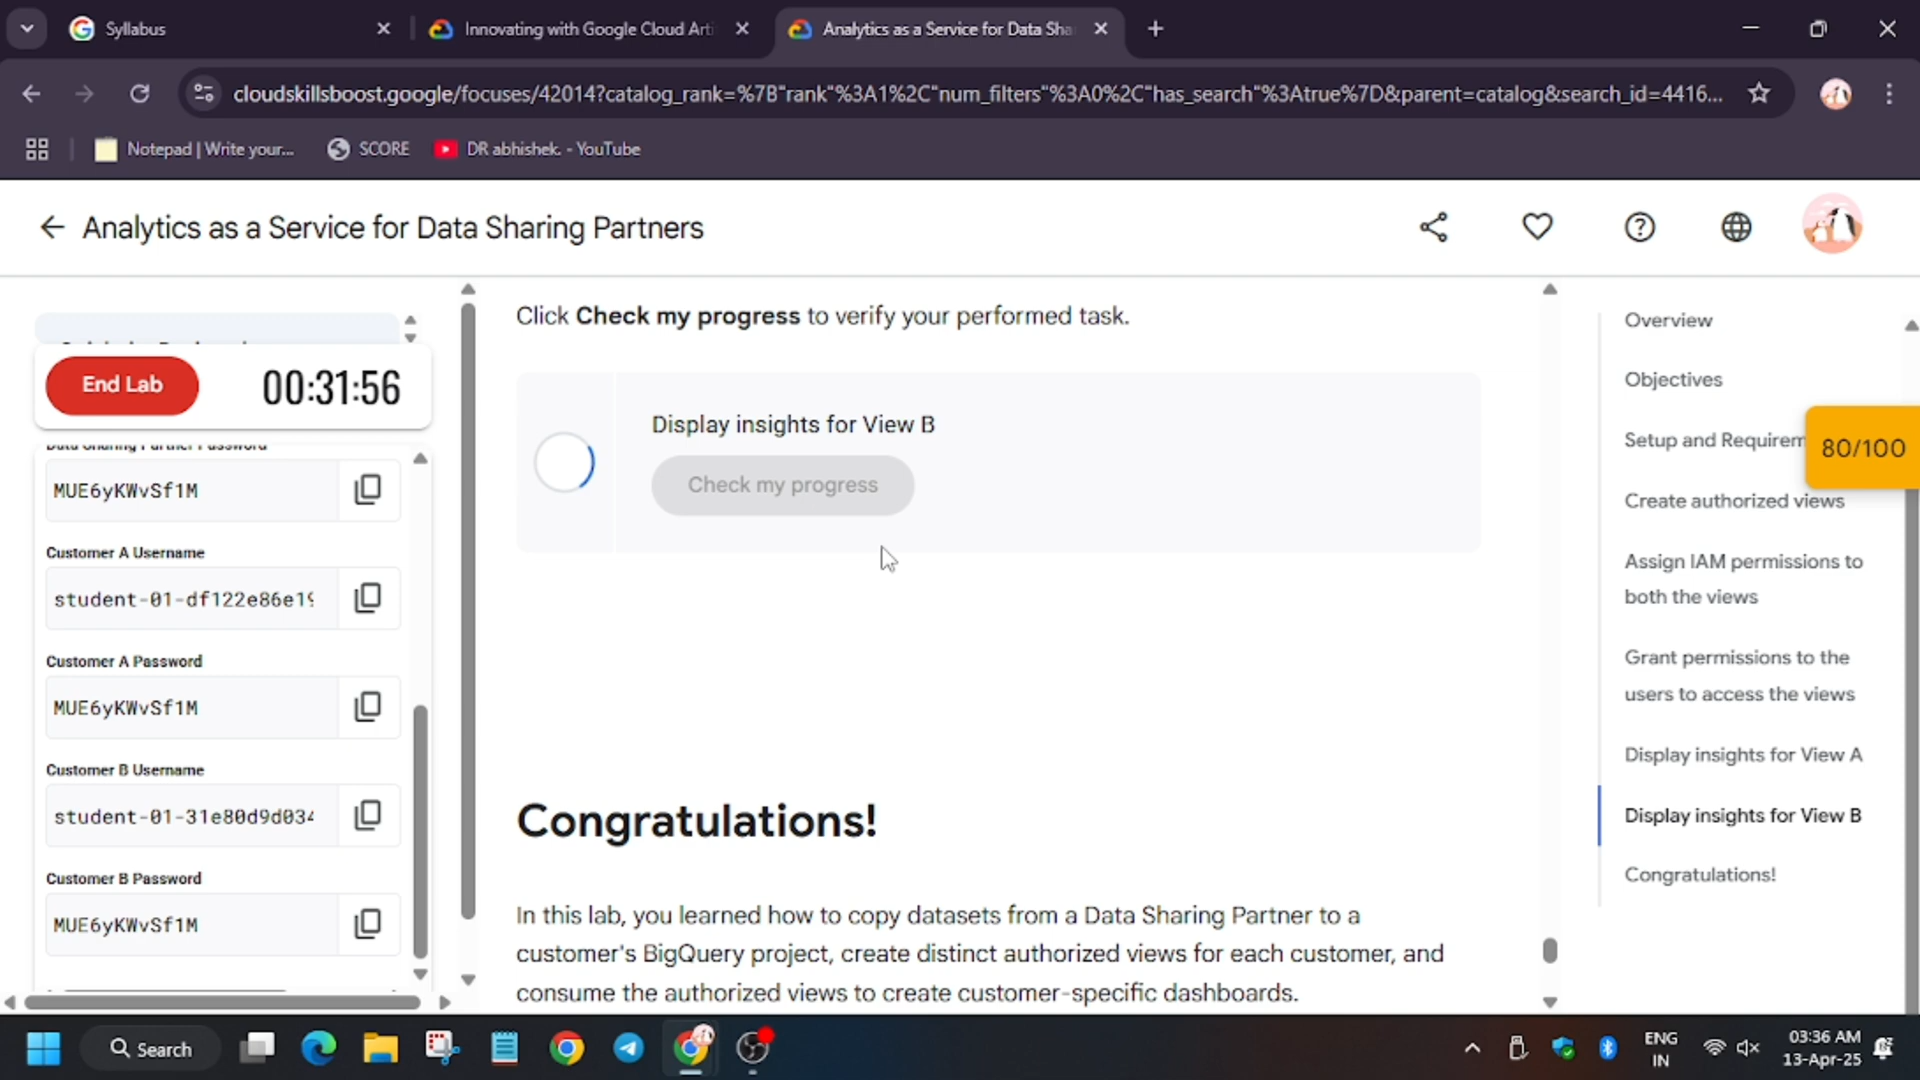 Syllabus
Innovating with Google Cloud Arti
Analytics as a Service for Data Sha
cloudskillsboost.google/focuses/42014?catalog_rank=%7B"rank"%3A1%2C"num_filters"%3A0%2C"has_search"%3Atrue%7D&parent=catalog&search_id=4416...
Notepad | Write your...
SCORE
DR abhishek. - YouTube
Analytics as a Service for Data Sharing Partners
End Lab
00:31:56
Data Sharing Partner Password
MUE6yKWvSf1M
Customer A Username
student-01-df122e86e19
Customer A Password
MUE6yKWvSf1M
Customer B Username
student-01-31e80d9d034
Customer B Password
MUE6yKWvSf1M
Click Check my progress to verify your performed task.
Display insights for View B
Check my progress
Congratulations!
In this lab, you learned how to copy datasets from a Data Sharing Partner to a
customer's BigQuery project, create distinct authorized views for each customer, and
consume the authorized views to create customer-specific dashboards.
Overview
Objectives
Setup and Requirem
80/100
Create authorized views
Assign IAM permissions to
both the views
Grant permissions to the
users to access the views
Display insights for View A
Display insights for View B
Congratulations!
Search
ENG
IN
03:36 AM
13-Apr-25